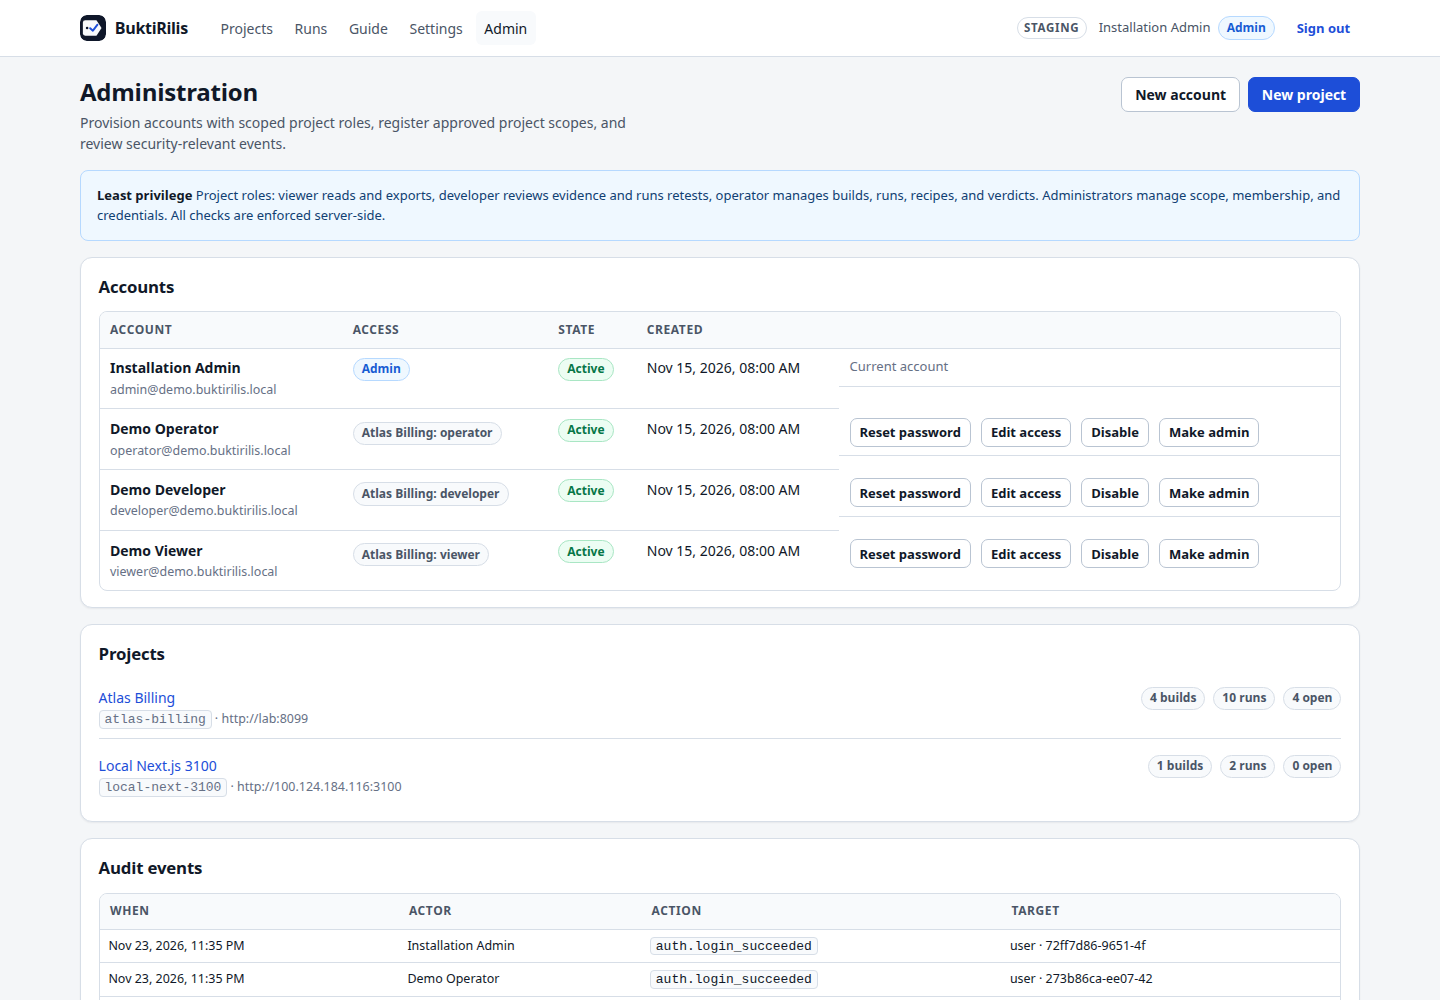 BuktiRilis Projects Runs Guide Settings Admin STAGING Installation Admin Admin Sign out
Administration
New account New project
Provision accounts with scoped project roles, register approved project scopes, and
review security-relevant events.
Least privilege Project roles: viewer reads and exports, developer reviews evidence and runs retests, operator manages builds, runs, recipes, and verdicts. Administrators manage scope, membership, and
credentials. All checks are enforced server-side.
Accounts
ACCOUNT ACCESS STATE CREATED
Installation Admin Admin Active Nov 15, 2026, 08:00 AM Current account
admin@demo.buktirilis.local
Demo Operator Atlas Billing: operator Active Nov 15, 2026, 08:00 AM Reset password Edit access Disable Make admin
operator@demo.buktirilis.local
Demo Developer Atlas Billing: developer Active Nov 15, 2026, 08:00 AM Reset password Edit access Disable Make admin
developer@demo.buktirilis.local
Demo Viewer Atlas Billing: viewer Active Nov 15, 2026, 08:00 AM Reset password Edit access Disable Make admin
viewer@demo.buktirilis.local
Projects
Atlas Billing 4 builds 10 runs 4 open
atlas-billing · http://lab:8099
Local Next.js 3100 1 builds 2 runs 0 open
local-next-3100 · http://100.124.184.116:3100
Audit events
WHEN ACTOR ACTION TARGET
Nov 23, 2026, 11:35 PM Installation Admin auth.login_succeeded user · 72ff7d86-9651-4f
Nov 23, 2026, 11:35 PM Demo Operator auth.login_succeeded user · 273b86ca-ee07-42